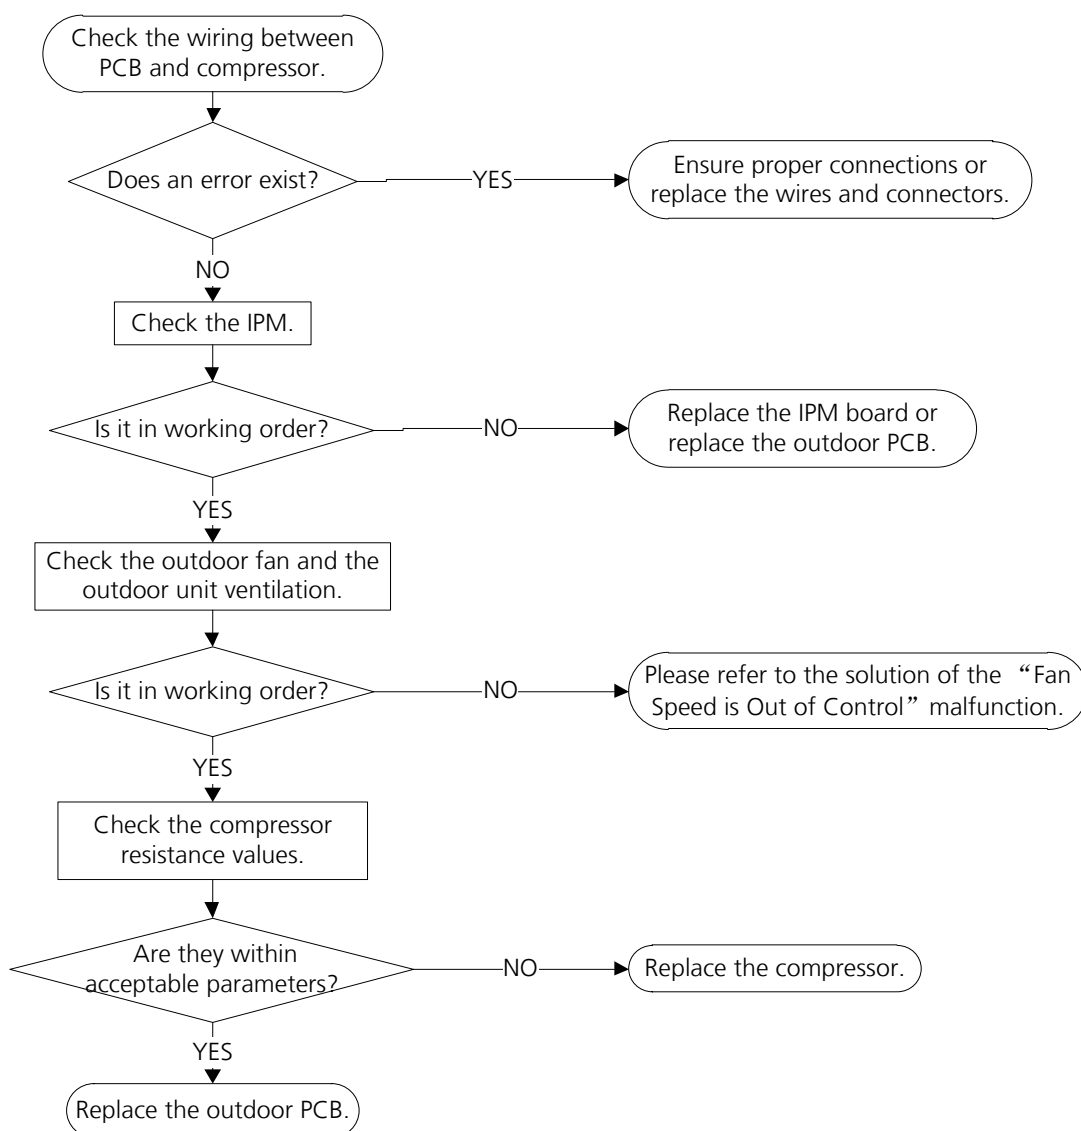 Check the wiring between
PCB and compressor.
Does an error exist?
YES
Ensure proper connections or
replace the wires and connectors.
NO
Check the IPM.
Is it in working order?
NO
Replace the IPM board or
replace the outdoor PCB.
YES
Check the outdoor fan and the
outdoor unit ventilation.
Is it in working order?
NO
Please refer to the solution of the “Fan
Speed is Out of Control” malfunction.
YES
Check the compressor
resistance values.
Are they within
acceptable parameters?
NO
Replace the compressor.
YES
Replace the outdoor PCB.